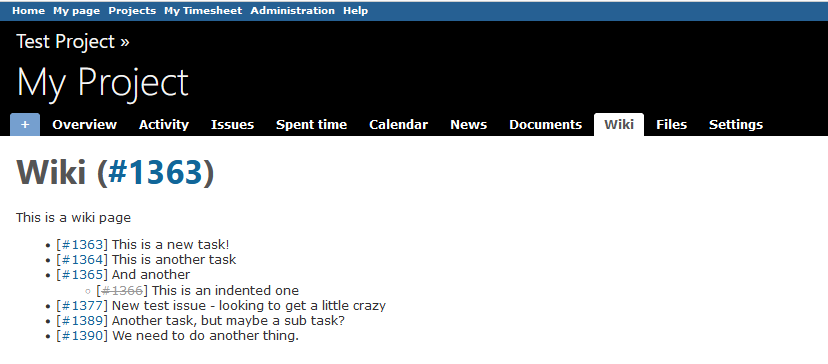 Home My page Projects My Timesheet Administration Help
Test Project »
My Project
+ Overview Activity Issues Spent time Calendar News Documents Wiki Files Settings
Wiki (#1363)
This is a wiki page
[#1363] This is a new task!
[#1364] This is another task
[#1365] And another
[#1366] This is an indented one
[#1377] New test issue - looking to get a little crazy
[#1389] Another task, but maybe a sub task?
[#1390] We need to do another thing.